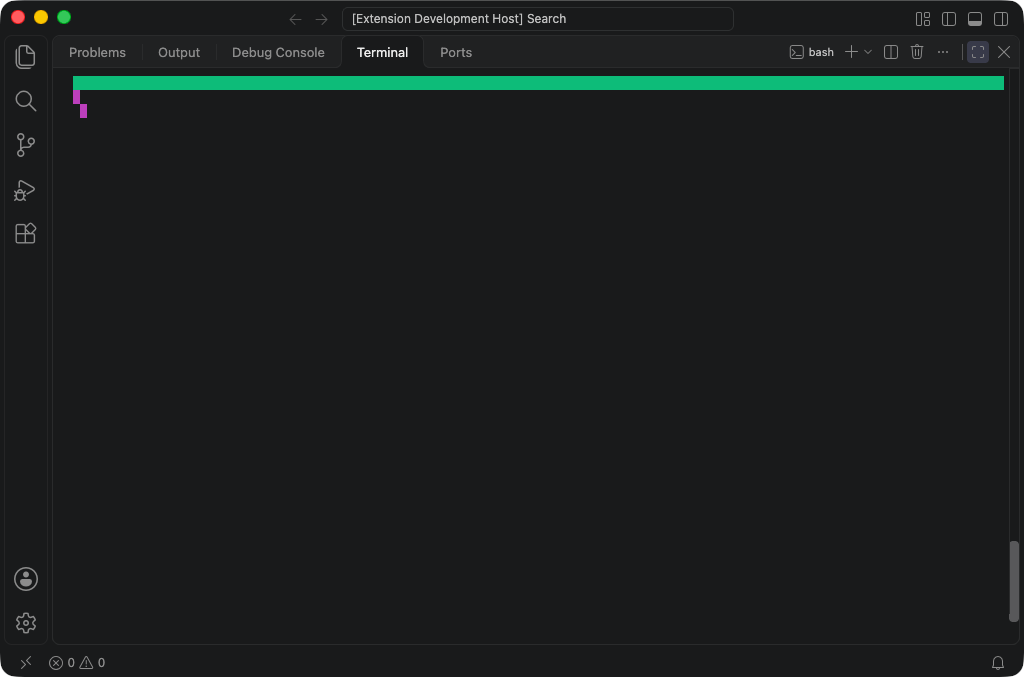 [Extension Development Host] Search
Problems
Output
Debug Console
Terminal
Ports
bash
0
0